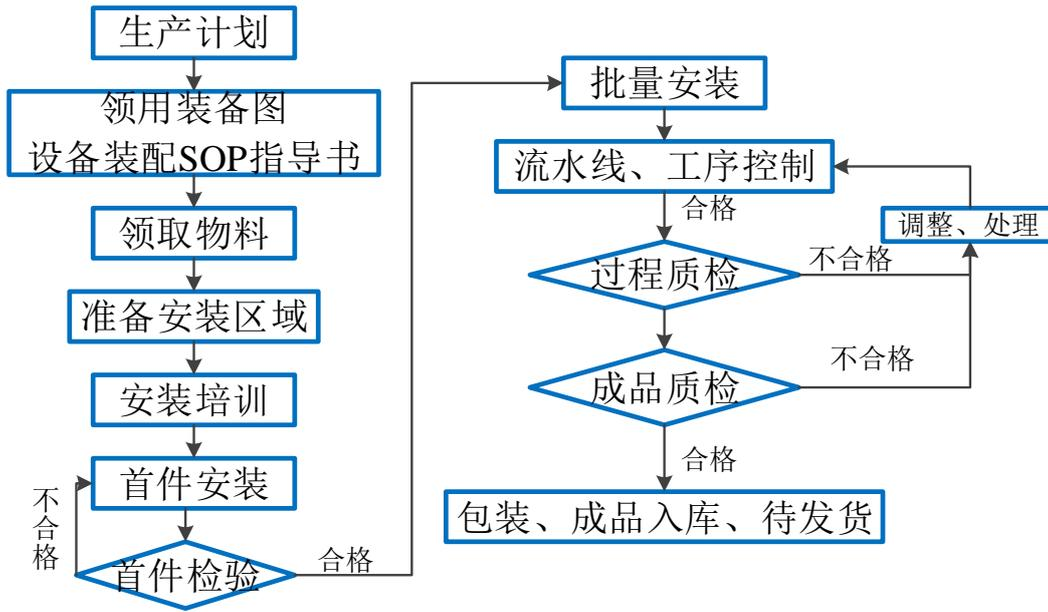 生产计划
领用装备图
设备装配SOP指导书
领取物料
准备安装区域
安装培训
首件安装
不合格
首件检验
合格
批量安装
流水线、工序控制
合格
调整、处理
过程质检
不合格
成品质检
不合格
合格
包装、成品入库、待发货